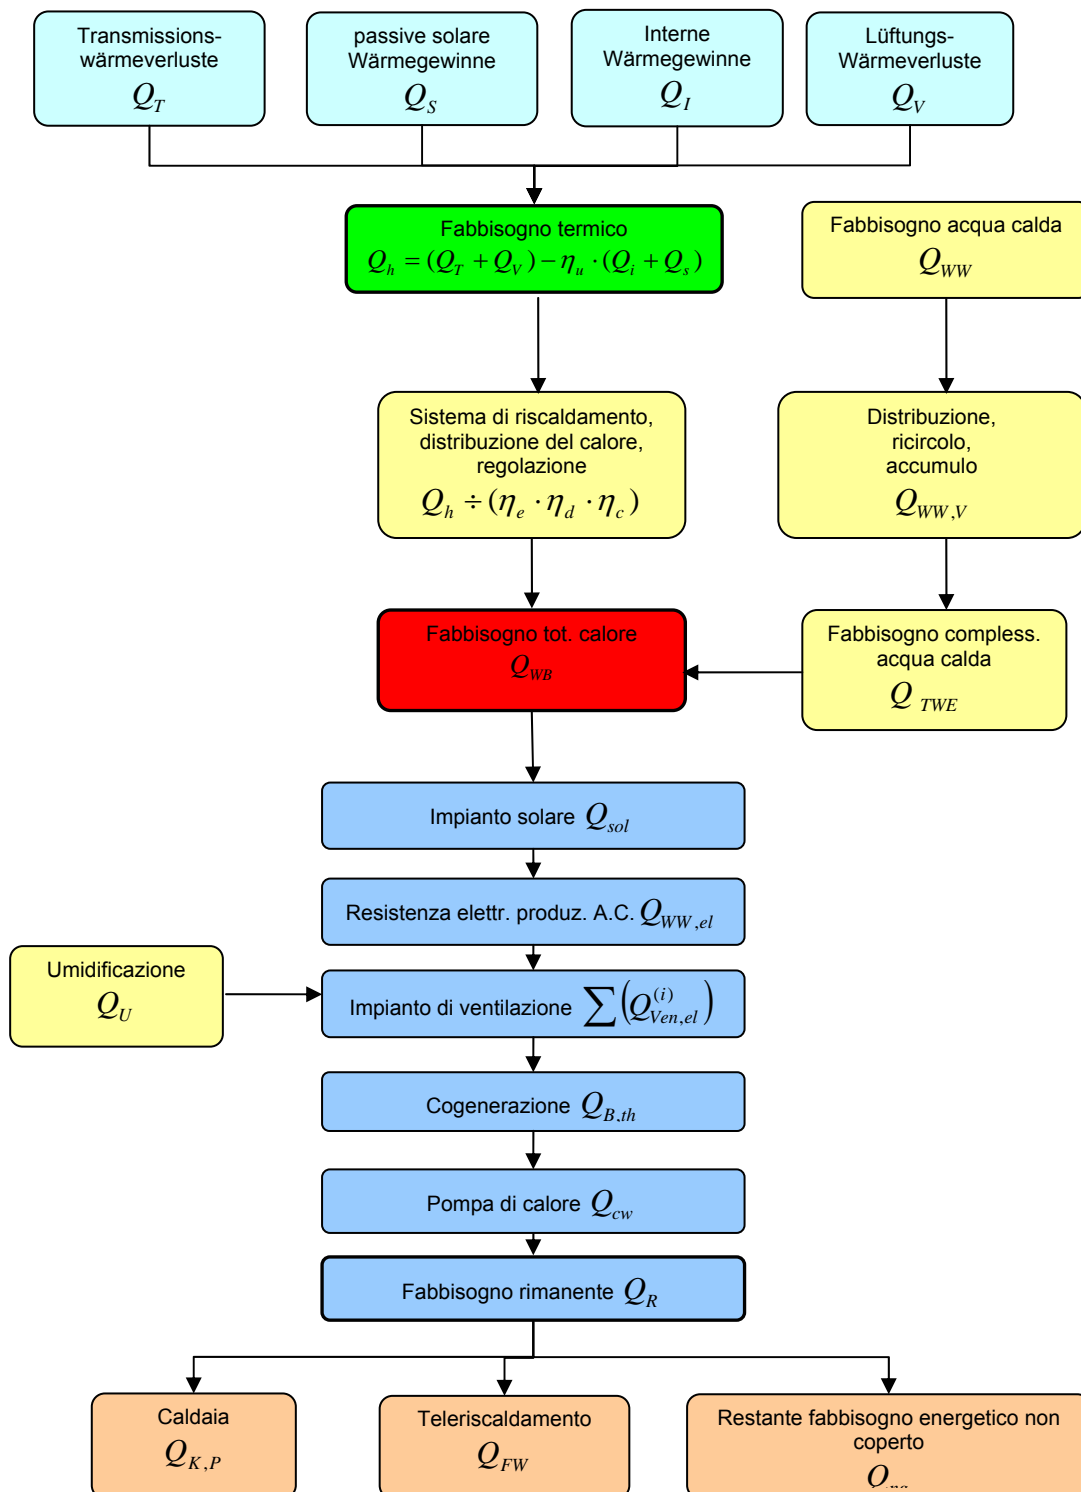 Transmissions-
wärmeverluste
Q_T
passive solare
Wärmegewinne
Q_S
Interne
Wärmegewinne
Q_I
Lüftungs-
Wärmeverluste
Q_V
Fabbisogno termico
Q_h = (Q_T + Q_V) − η_u · (Q_i + Q_s)
Fabbisogno acqua calda
Q_WW
Sistema di riscaldamento,
distribuzione del calore,
regolazione
Q_h ÷ (η_e · η_d · η_c)
Distribuzione,
ricircolo,
accumulo
Q_WW,V
Fabbisogno tot. calore
Q_WB
Fabbisogno compless.
acqua calda
Q_TWE
Impianto solare Q_sol
Resistenza elettr. produz. A.C. Q_WW,el
Umidificazione
Q_U
Impianto di ventilazione ∑(Q_Ven,el^(i))
Cogenerazione Q_B,th
Pompa di calore Q_cw
Fabbisogno rimanente Q_R
Caldaia
Q_K,P
Teleriscaldamento
Q_FW
Restante fabbisogno energetico non
coperto